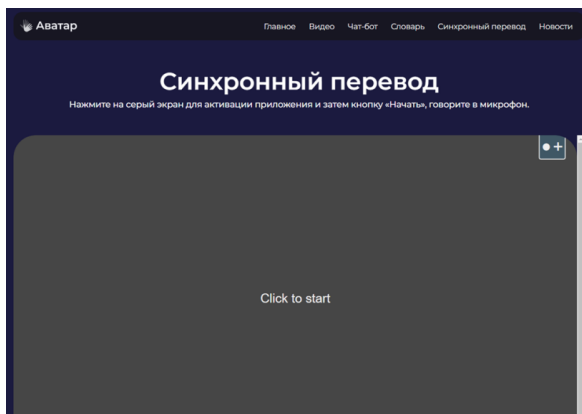 Аватар
Главное Видео Чат-бот Словарь Синхронный перевод Новости
Синхронный перевод
Нажмите на серый экран для активации приложения и затем кнопку «Начать», говорите в микрофон.
Click to start